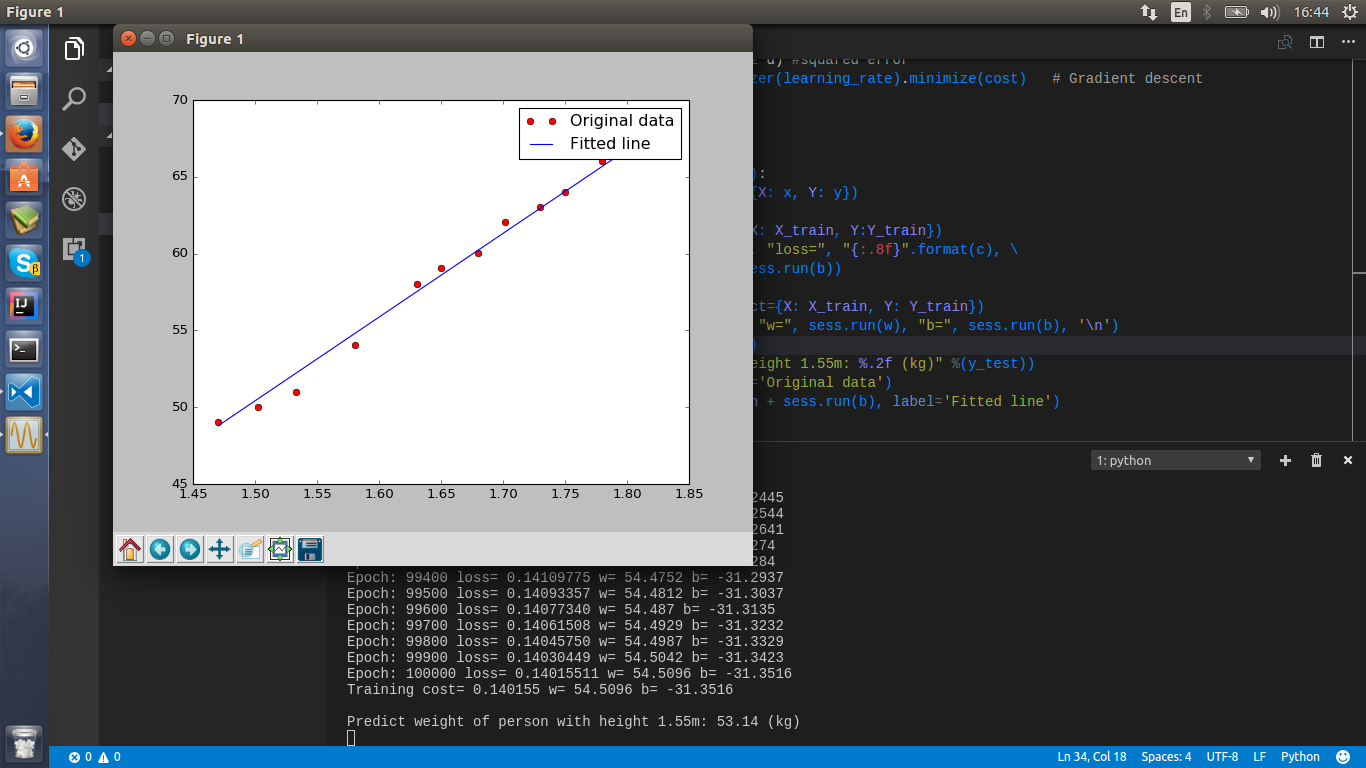 Figure 1
En
16:44
Figure 1
70
65
60
55
50
45
1.45 1.50 1.55 1.60 1.65 1.70 1.75 1.80 1.85
Original data
Fitted line
1
#squared error
(learning_rate).minimize(cost) # Gradient descent
):
X: x, Y: y})
: X_train, Y:Y_train})
"loss=", "{:.8f}".format(c), \
.run(b))
={X: X_train, Y: Y_train})
"w=", sess.run(w), "b=", sess.run(b), '\n')
)
1.55m: %.2f (kg)" %(y_test))
='Original data')
+ sess.run(b), label='Fitted line')
1: python
2445
2544
2641
274
284
Epoch: 99400 loss= 0.14109775 w= 54.4752 b= -31.2937
Epoch: 99500 loss= 0.14093357 w= 54.4812 b= -31.3037
Epoch: 99600 loss= 0.14077340 w= 54.487 b= -31.3135
Epoch: 99700 loss= 0.14061508 w= 54.4929 b= -31.3232
Epoch: 99800 loss= 0.14045750 w= 54.4987 b= -31.3329
Epoch: 99900 loss= 0.14030449 w= 54.5042 b= -31.3423
Epoch: 100000 loss= 0.14015511 w= 54.5096 b= -31.3516
Training cost= 0.140155 w= 54.5096 b= -31.3516
Predict weight of person with height 1.55m: 53.14 (kg)
0 0
Ln 34, Col 18 Spaces: 4 UTF-8 LF Python